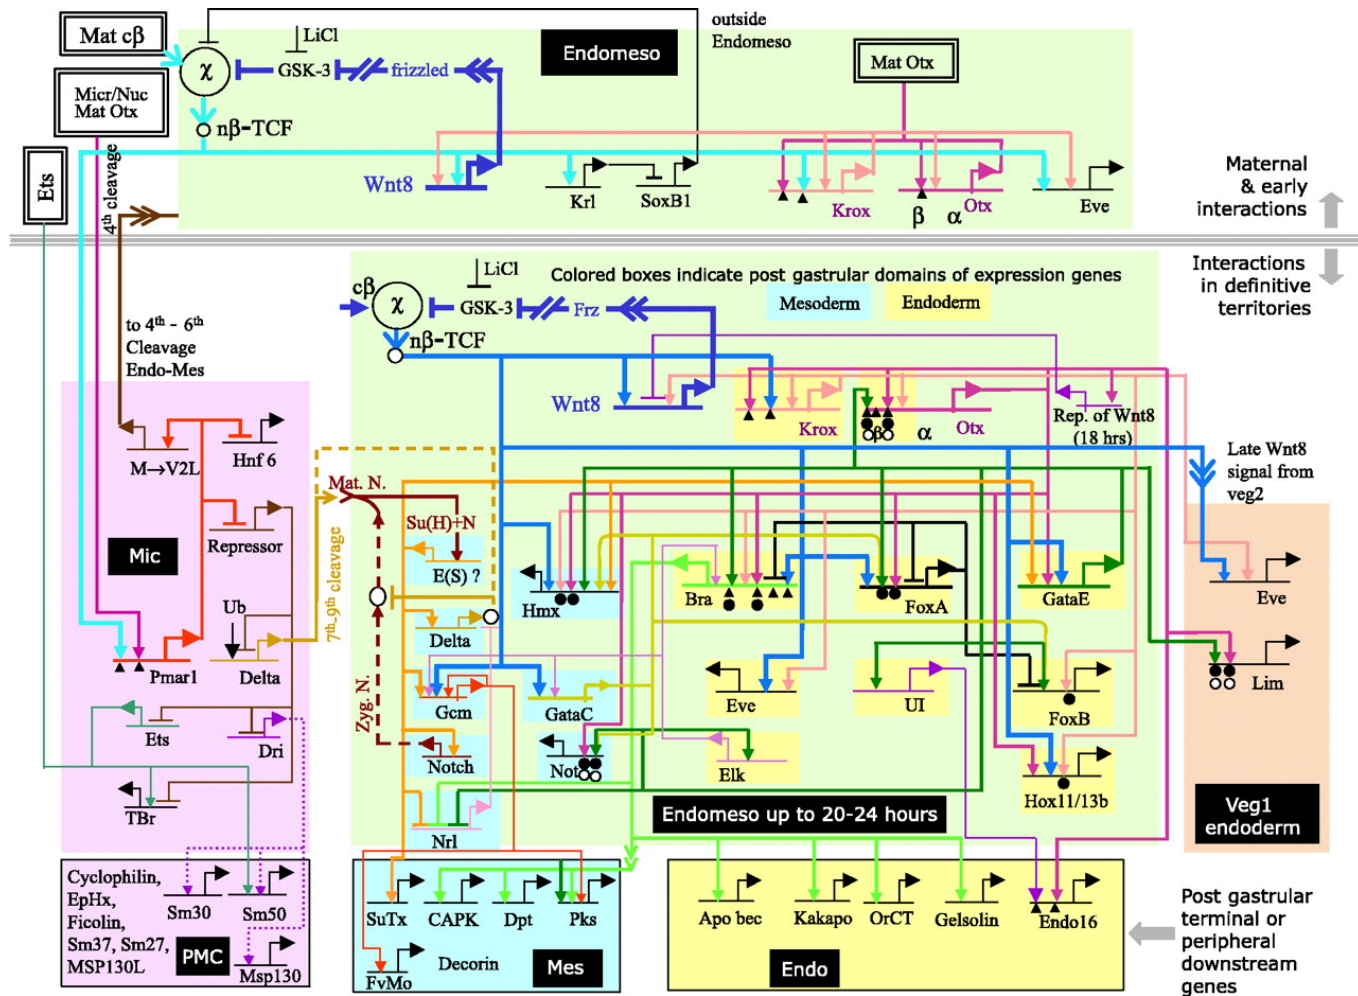 Mat cβ
χ
LiCl
GSK-3
frizzled
Endomeso
outside
Endomeso
Mat Otx
Micr/Nuc
Mat Otx
nβ-TCF
Ets
4th cleavage
Wnt8
Krl
SoxB1
Krox
β
α
Otx
Eve
Maternal
& early
interactions
Interactions
in definitive
territories
LiCl
Colored boxes indicate post gastrular domains of expression genes
cβ
χ
GSK-3
Frz
Mesoderm
Endoderm
nβ-TCF
to 4th - 6th
Cleavage
Endo-Mes
Wnt8
Krox
β
α
Otx
Rep. of Wnt8
(18 hrs)
M→V2L
Hnf 6
Late Wnt8
signal from
veg2
Mat. N.
Su(H)+N
Repressor
Mic
E(S) ?
7th-9th cleavage
Ub
Hmx
Bra
FoxA
GataE
Eve
Delta
Pmar1
Delta
Lim
Zyg. N.
Gcm
GataC
Eve
UI
FoxB
Ets
Dri
Notch
Not
Elk
Hox11/13b
TBr
Nrl
Endomeso up to 20-24 hours
Veg1
endoderm
Cyclophilin,
EpHx,
Ficolin,
Sm37, Sm27,
MSP130L
Sm30
Sm50
PMC
Msp130
SuTx
CAPK
Dpt
Pks
FvMo
Decorin
Mes
Apo bec
Kakapo
OrCT
Gelsolin
Endo16
Endo
Post gastrular
terminal or
peripheral
downstream
genes